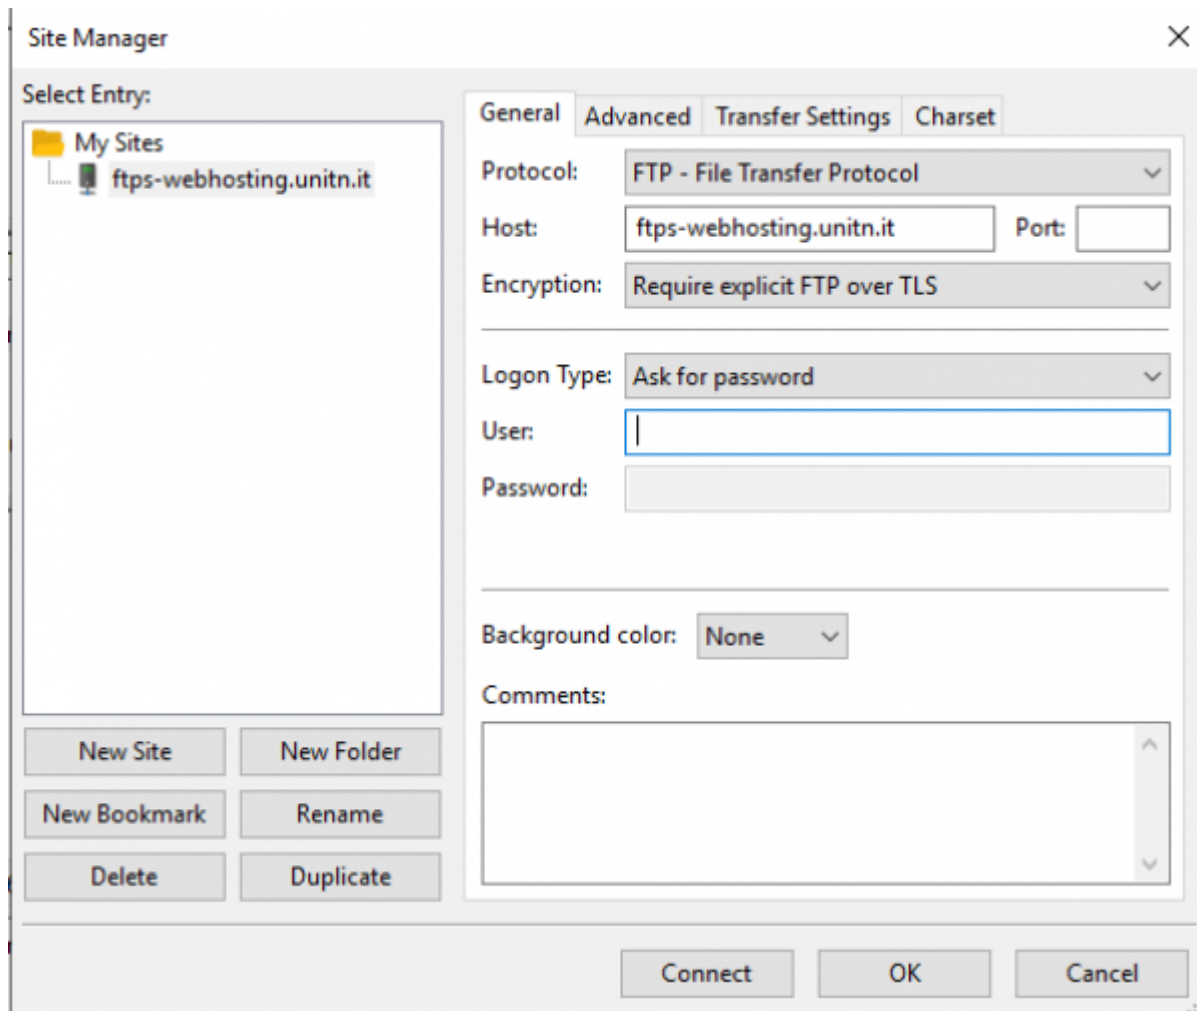 Site Manager
Select Entry:
My Sites
ftps-webhosting.unitn.it
New Site New Folder
New Bookmark Rename
Delete Duplicate
General Advanced Transfer Settings Charset
Protocol: FTP - File Transfer Protocol
Host: ftps-webhosting.unitn.it Port:
Encryption: Require explicit FTP over TLS
Logon Type: Ask for password
User:
Password:
Background color: None
Comments:
Connect OK Cancel